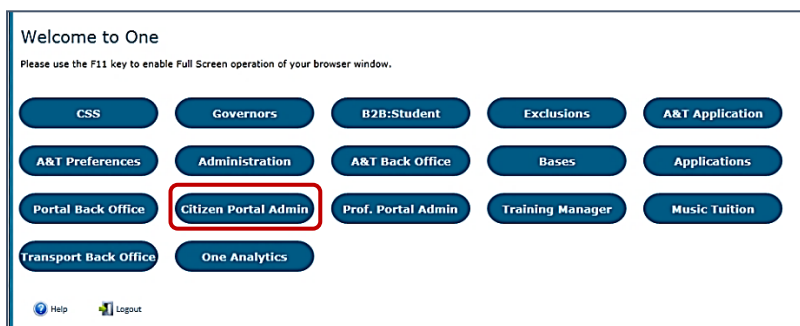 Welcome to One
Please use the F11 key to enable Full Screen operation of your browser window.
CSS Governors B2B:Student Exclusions A&T Application
A&T Preferences Administration A&T Back Office Bases Applications
Portal Back Office Citizen Portal Admin Prof. Portal Admin Training Manager Music Tuition
Transport Back Office One Analytics
Help Logout